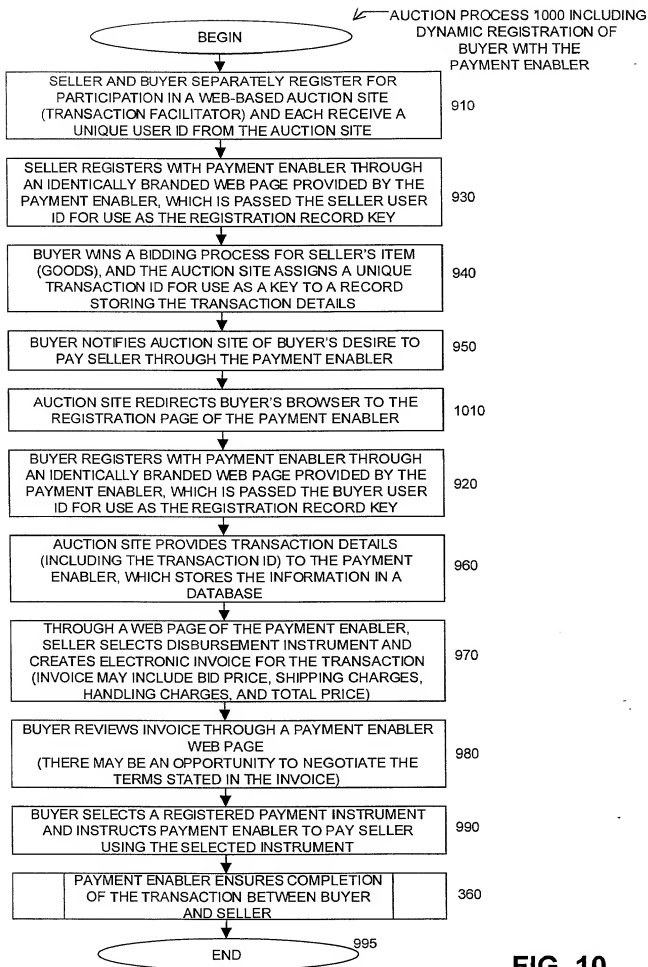 AUCTION PROCESS 1000 INCLUDING
DYNAMIC REGISTRATION OF
BUYER WITH THE
PAYMENT ENABLER
BEGIN
SELLER AND BUYER SEPARATELY REGISTER FOR
PARTICIPATION IN A WEB-BASED AUCTION SITE
(TRANSACTION FACILITATOR) AND EACH RECEIVE A
UNIQUE USER ID FROM THE AUCTION SITE
910
SELLER REGISTERS WITH PAYMENT ENABLER THROUGH
AN IDENTICALLY BRANDED WEB PAGE PROVIDED BY THE
PAYMENT ENABLER, WHICH IS PASSED THE SELLER USER
ID FOR USE AS THE REGISTRATION RECORD KEY
930
BUYER WINS A BIDDING PROCESS FOR SELLER'S ITEM
(GOODS), AND THE AUCTION SITE ASSIGNS A UNIQUE
TRANSACTION ID FOR USE AS A KEY TO A RECORD
STORING THE TRANSACTION DETAILS
940
BUYER NOTIFIES AUCTION SITE OF BUYER'S DESIRE TO
PAY SELLER THROUGH THE PAYMENT ENABLER
950
AUCTION SITE REDIRECTS BUYER'S BROWSER TO THE
REGISTRATION PAGE OF THE PAYMENT ENABLER
1010
BUYER REGISTERS WITH PAYMENT ENABLER THROUGH
AN IDENTICALLY BRANDED WEB PAGE PROVIDED BY THE
PAYMENT ENABLER, WHICH IS PASSED THE BUYER USER
ID FOR USE AS THE REGISTRATION RECORD KEY
920
AUCTION SITE PROVIDES TRANSACTION DETAILS
(INCLUDING THE TRANSACTION ID) TO THE PAYMENT
ENABLER, WHICH STORES THE INFORMATION IN A
DATABASE
960
THROUGH A WEB PAGE OF THE PAYMENT ENABLER,
SELLER SELECTS DISBURSEMENT INSTRUMENT AND
CREATES ELECTRONIC INVOICE FOR THE TRANSACTION
(INVOICE MAY INCLUDE BID PRICE, SHIPPING CHARGES,
HANDLING CHARGES, AND TOTAL PRICE)
970
BUYER REVIEWS INVOICE THROUGH A PAYMENT ENABLER
WEB PAGE
(THERE MAY BE AN OPPORTUNITY TO NEGOTIATE THE
TERMS STATED IN THE INVOICE)
980
BUYER SELECTS A REGISTERED PAYMENT INSTRUMENT
AND INSTRUCTS PAYMENT ENABLER TO PAY SELLER
USING THE SELECTED INSTRUMENT
990
PAYMENT ENABLER ENSURES COMPLETION
OF THE TRANSACTION BETWEEN BUYER
AND SELLER
360
END
995
FIG. 10